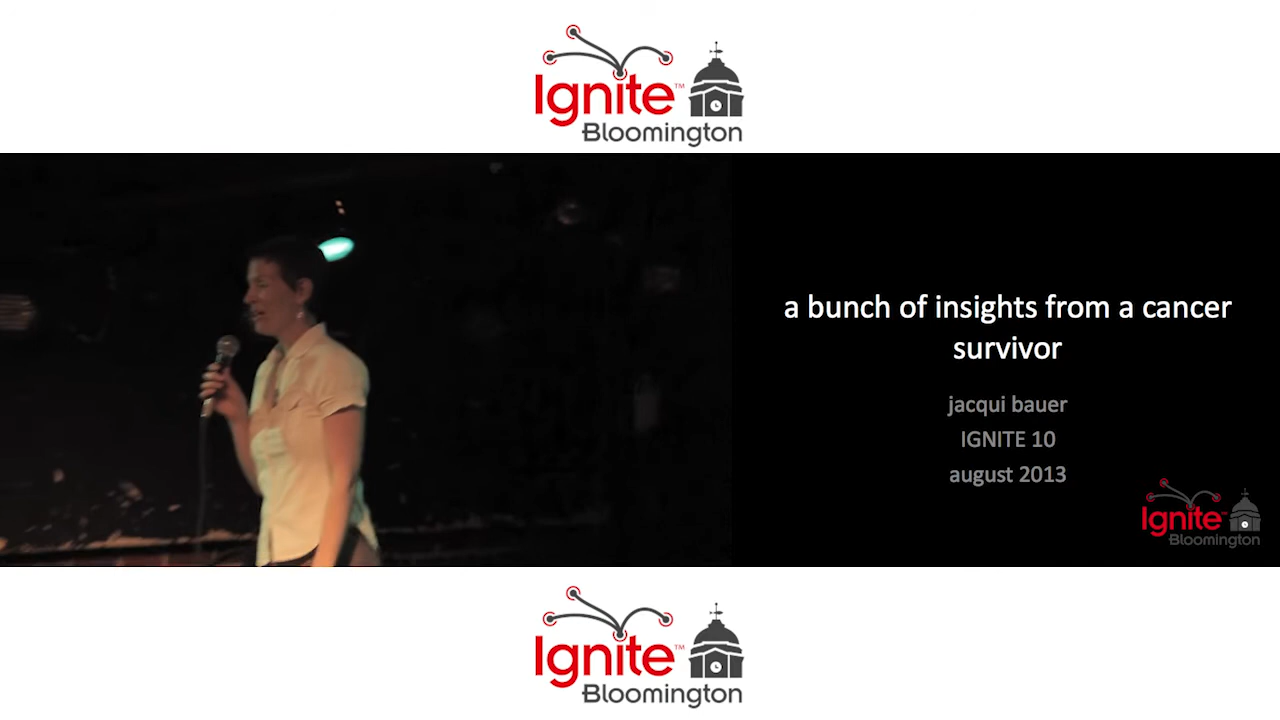 Ignite™
Bloomington
a bunch of insights from a cancer
survivor
jacqui bauer
IGNITE 10
august 2013
Ignite™
Bloomington
Ignite™
Bloomington